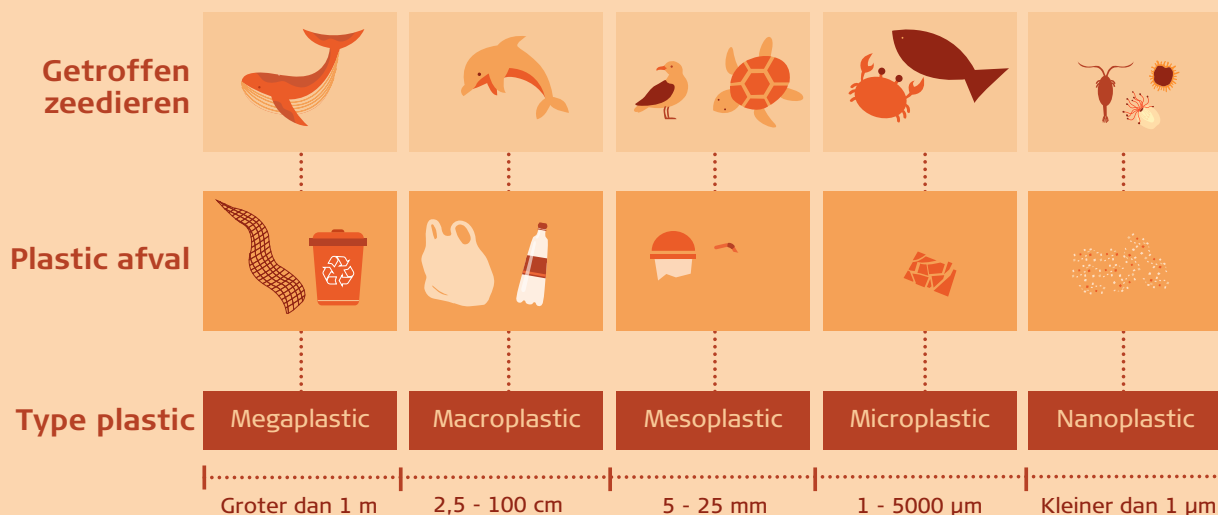 Getroffen
zeedieren
Plastic afval
Type plastic
Megaplastic
Macroplastic
Mesoplastic
Microplastic
Nanoplastic
Groter dan 1 m
2,5 - 100 cm
5 - 25 mm
1 - 5000 µm
Kleiner dan 1 µm